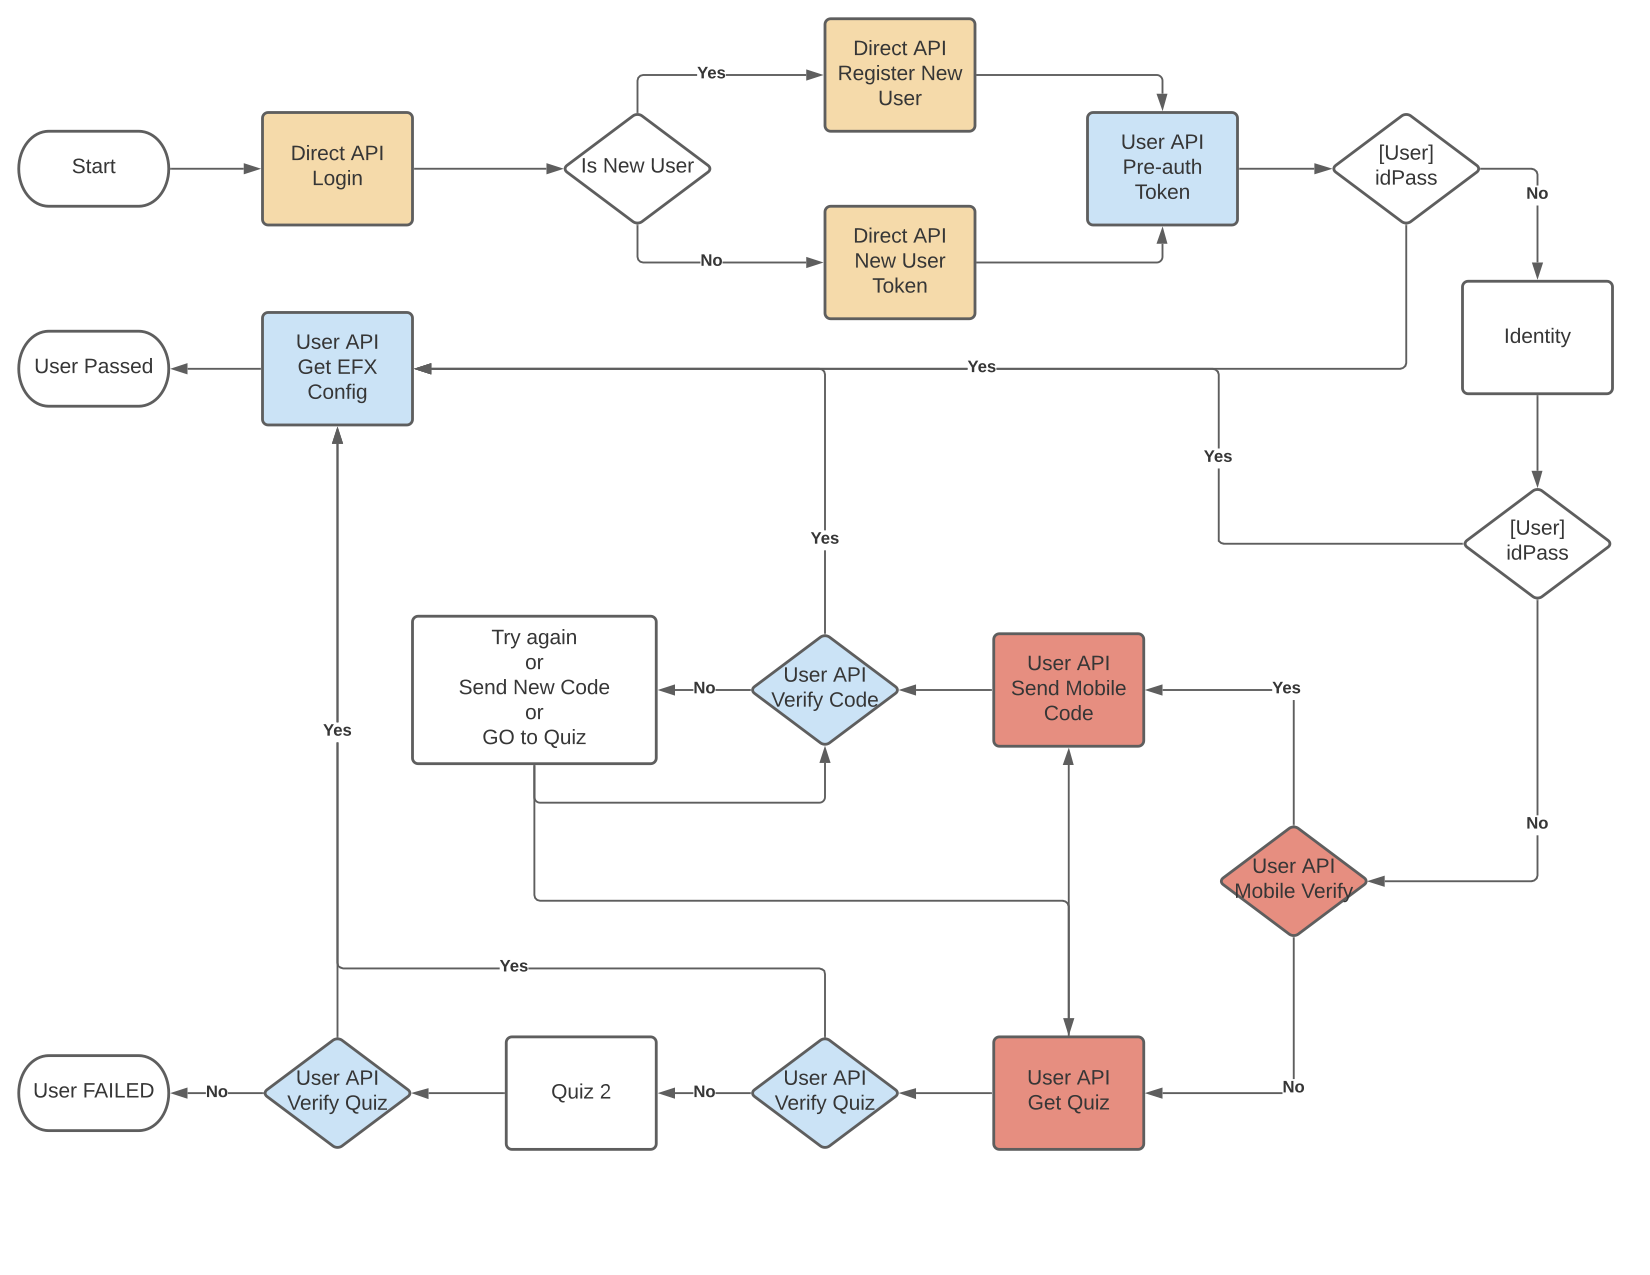 Direct API
Register New
User
Yes
Start
Direct API
Login
Is New User
User API
Pre-auth
Token
[User]
idPass
No
No
Direct API
New User
Token
User Passed
User API
Get EFX
Config
Yes
Identity
Yes
[User]
idPass
Yes
Try again
or
Send New Code
or
GO to Quiz
No
User API
Verify Code
User API
Send Mobile
Code
Yes
Yes
No
User API
Mobile Verify
Yes
User FAILED
No
User API
Verify Quiz
Quiz 2
No
User API
Verify Quiz
User API
Get Quiz
No